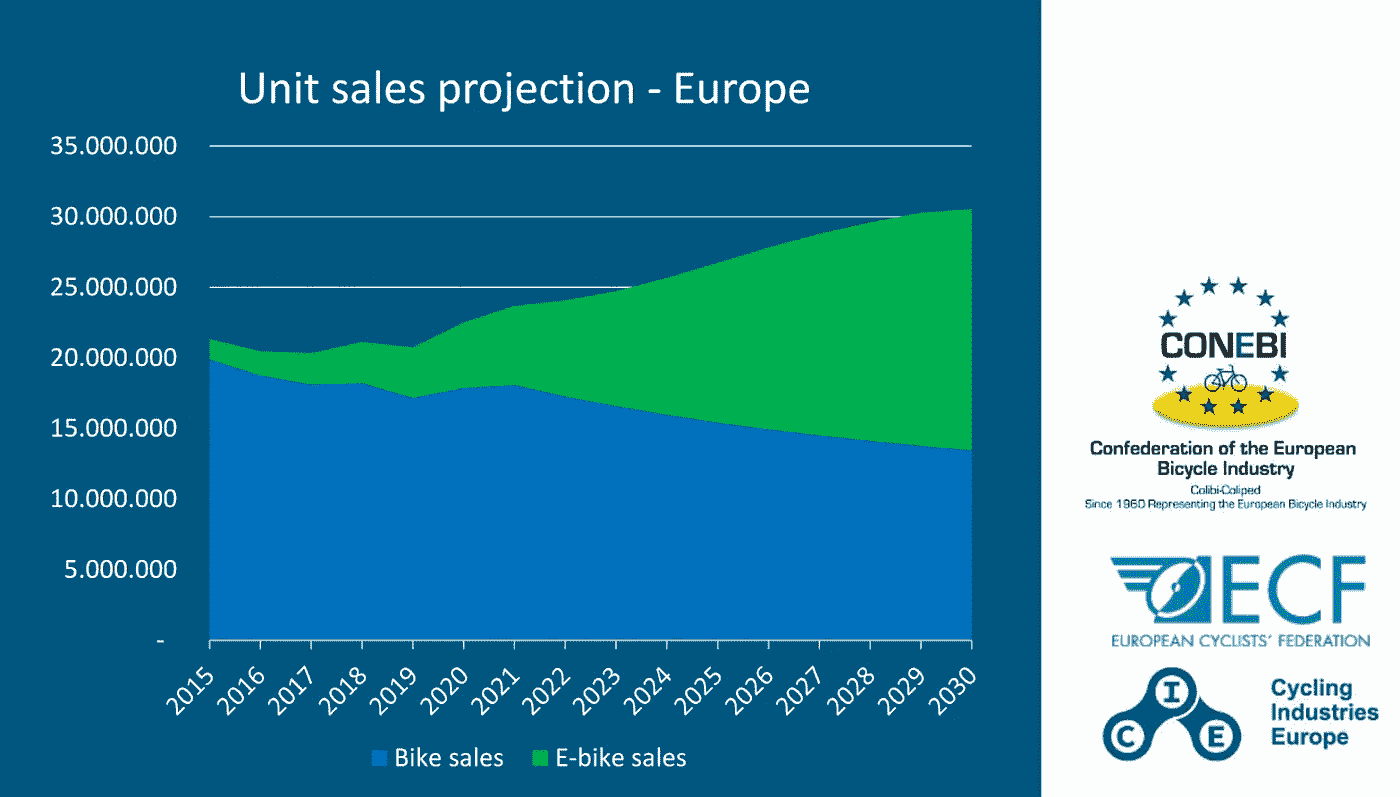 Unit sales projection - Europe
35.000.000
30.000.000
25.000.000
20.000.000
15.000.000
10.000.000
5.000.000
-
2015 2016 2017 2018 2019 2020 2021 2022 2023 2024 2025 2026 2027 2028 2029 2030
Bike sales E-bike sales
CONEBI
Confederation of the European
Bicycle Industry
Colibi-Coliped
Since 1960 Representing the European Bicycle Industry
ECF
EUROPEAN CYCLISTS' FEDERATION
C I E
Cycling
Industries
Europe